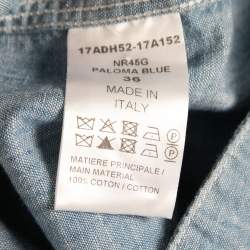 17ADH52-17A152
NR45G
PALOMA BLUE
36
MADE IN
ITALY
P
P
MATIERE PRINCIPALE /
MAIN MATERIAL
100% COTON / COTTON